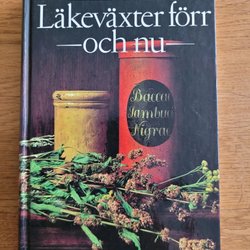 Läkeväxter förr
—och nu—
Baccae
Sambuci
Nigrae